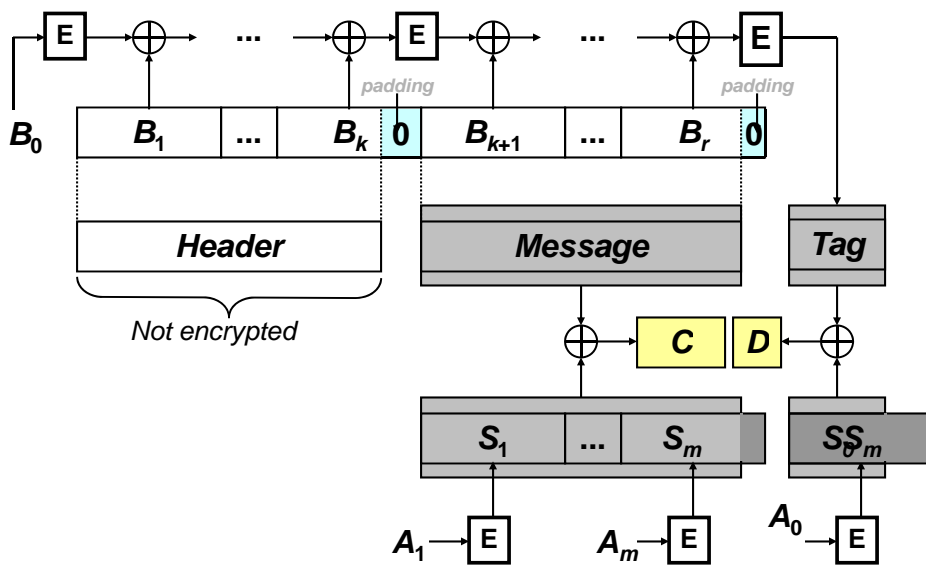 E ... E ... E
padding padding
B0 B1 ... Bk 0 Bk+1 ... Br 0
Header Message Tag
Not encrypted
C D
S1 ... Sm
A1 E Am E A0 E